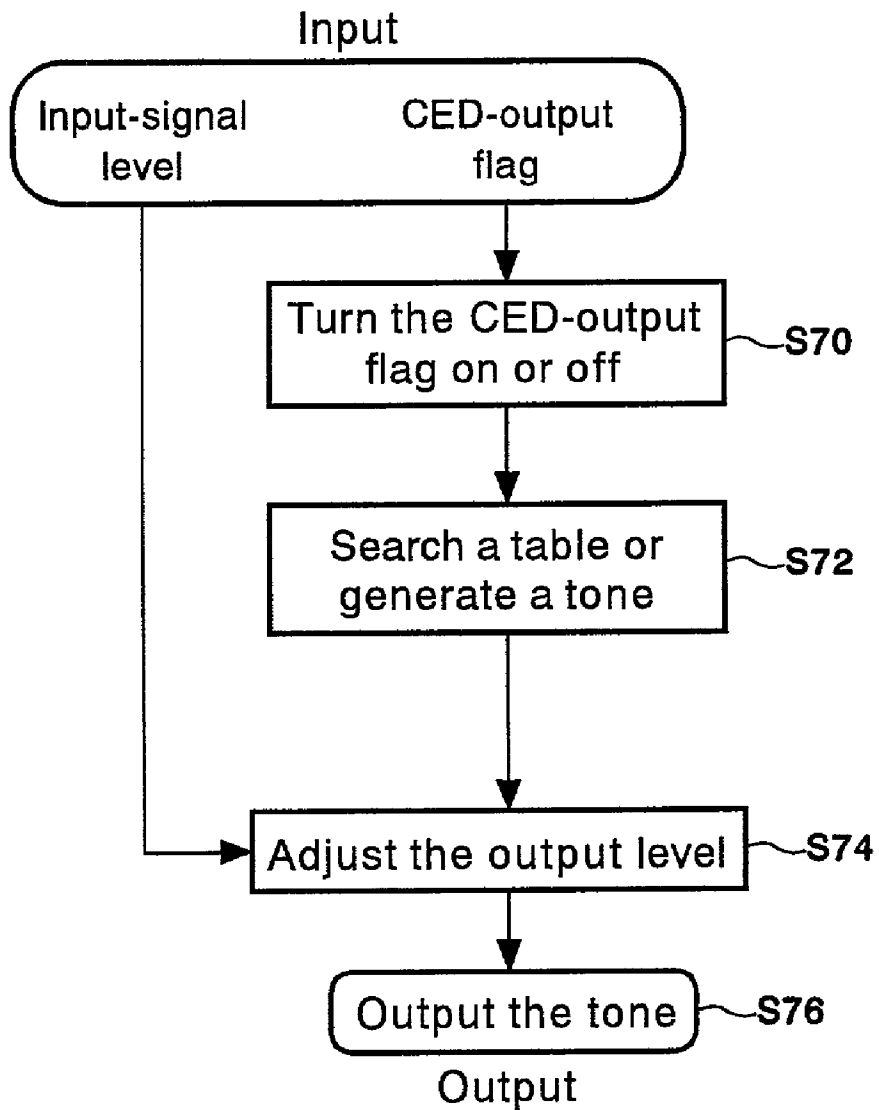 Input
Input-signal
level
CED-output
flag
Turn the CED-output
flag on or off
S70
Search a table or
generate a tone
S72
Adjust the output level
S74
Output the tone
S76
Output